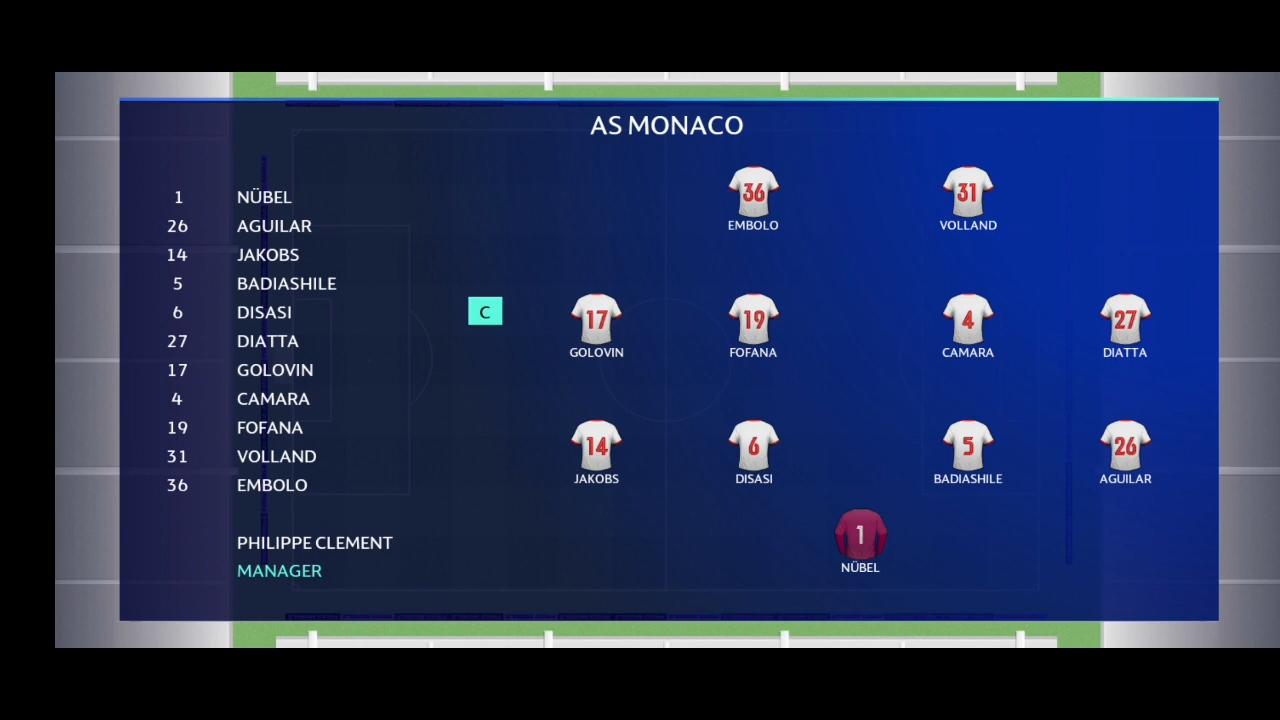 AS MONACO
1 NÜBEL
26 AGUILAR
14 JAKOBS
5 BADIASHILE
6 DISASI C
27 DIATTA
17 GOLOVIN
4 CAMARA
19 FOFANA
31 VOLLAND
36 EMBOLO
PHILIPPE CLEMENT
MANAGER
36 31
EMBOLO VOLLAND
17 19 4 27
GOLOVIN FOFANA CAMARA DIATTA
14 6 5 26
JAKOBS DISASI BADIASHILE AGUILAR
1
NÜBEL